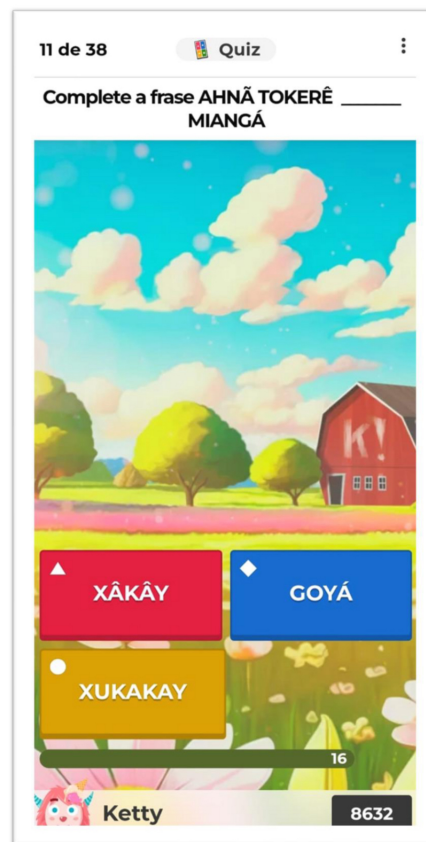 11 de 38
Quiz
Complete a frase AHNÃ TOKERÊ ______
MIANGÁ
K!
XÂKÂY
GOYÁ
XUKAKAY
16
Ketty
8632